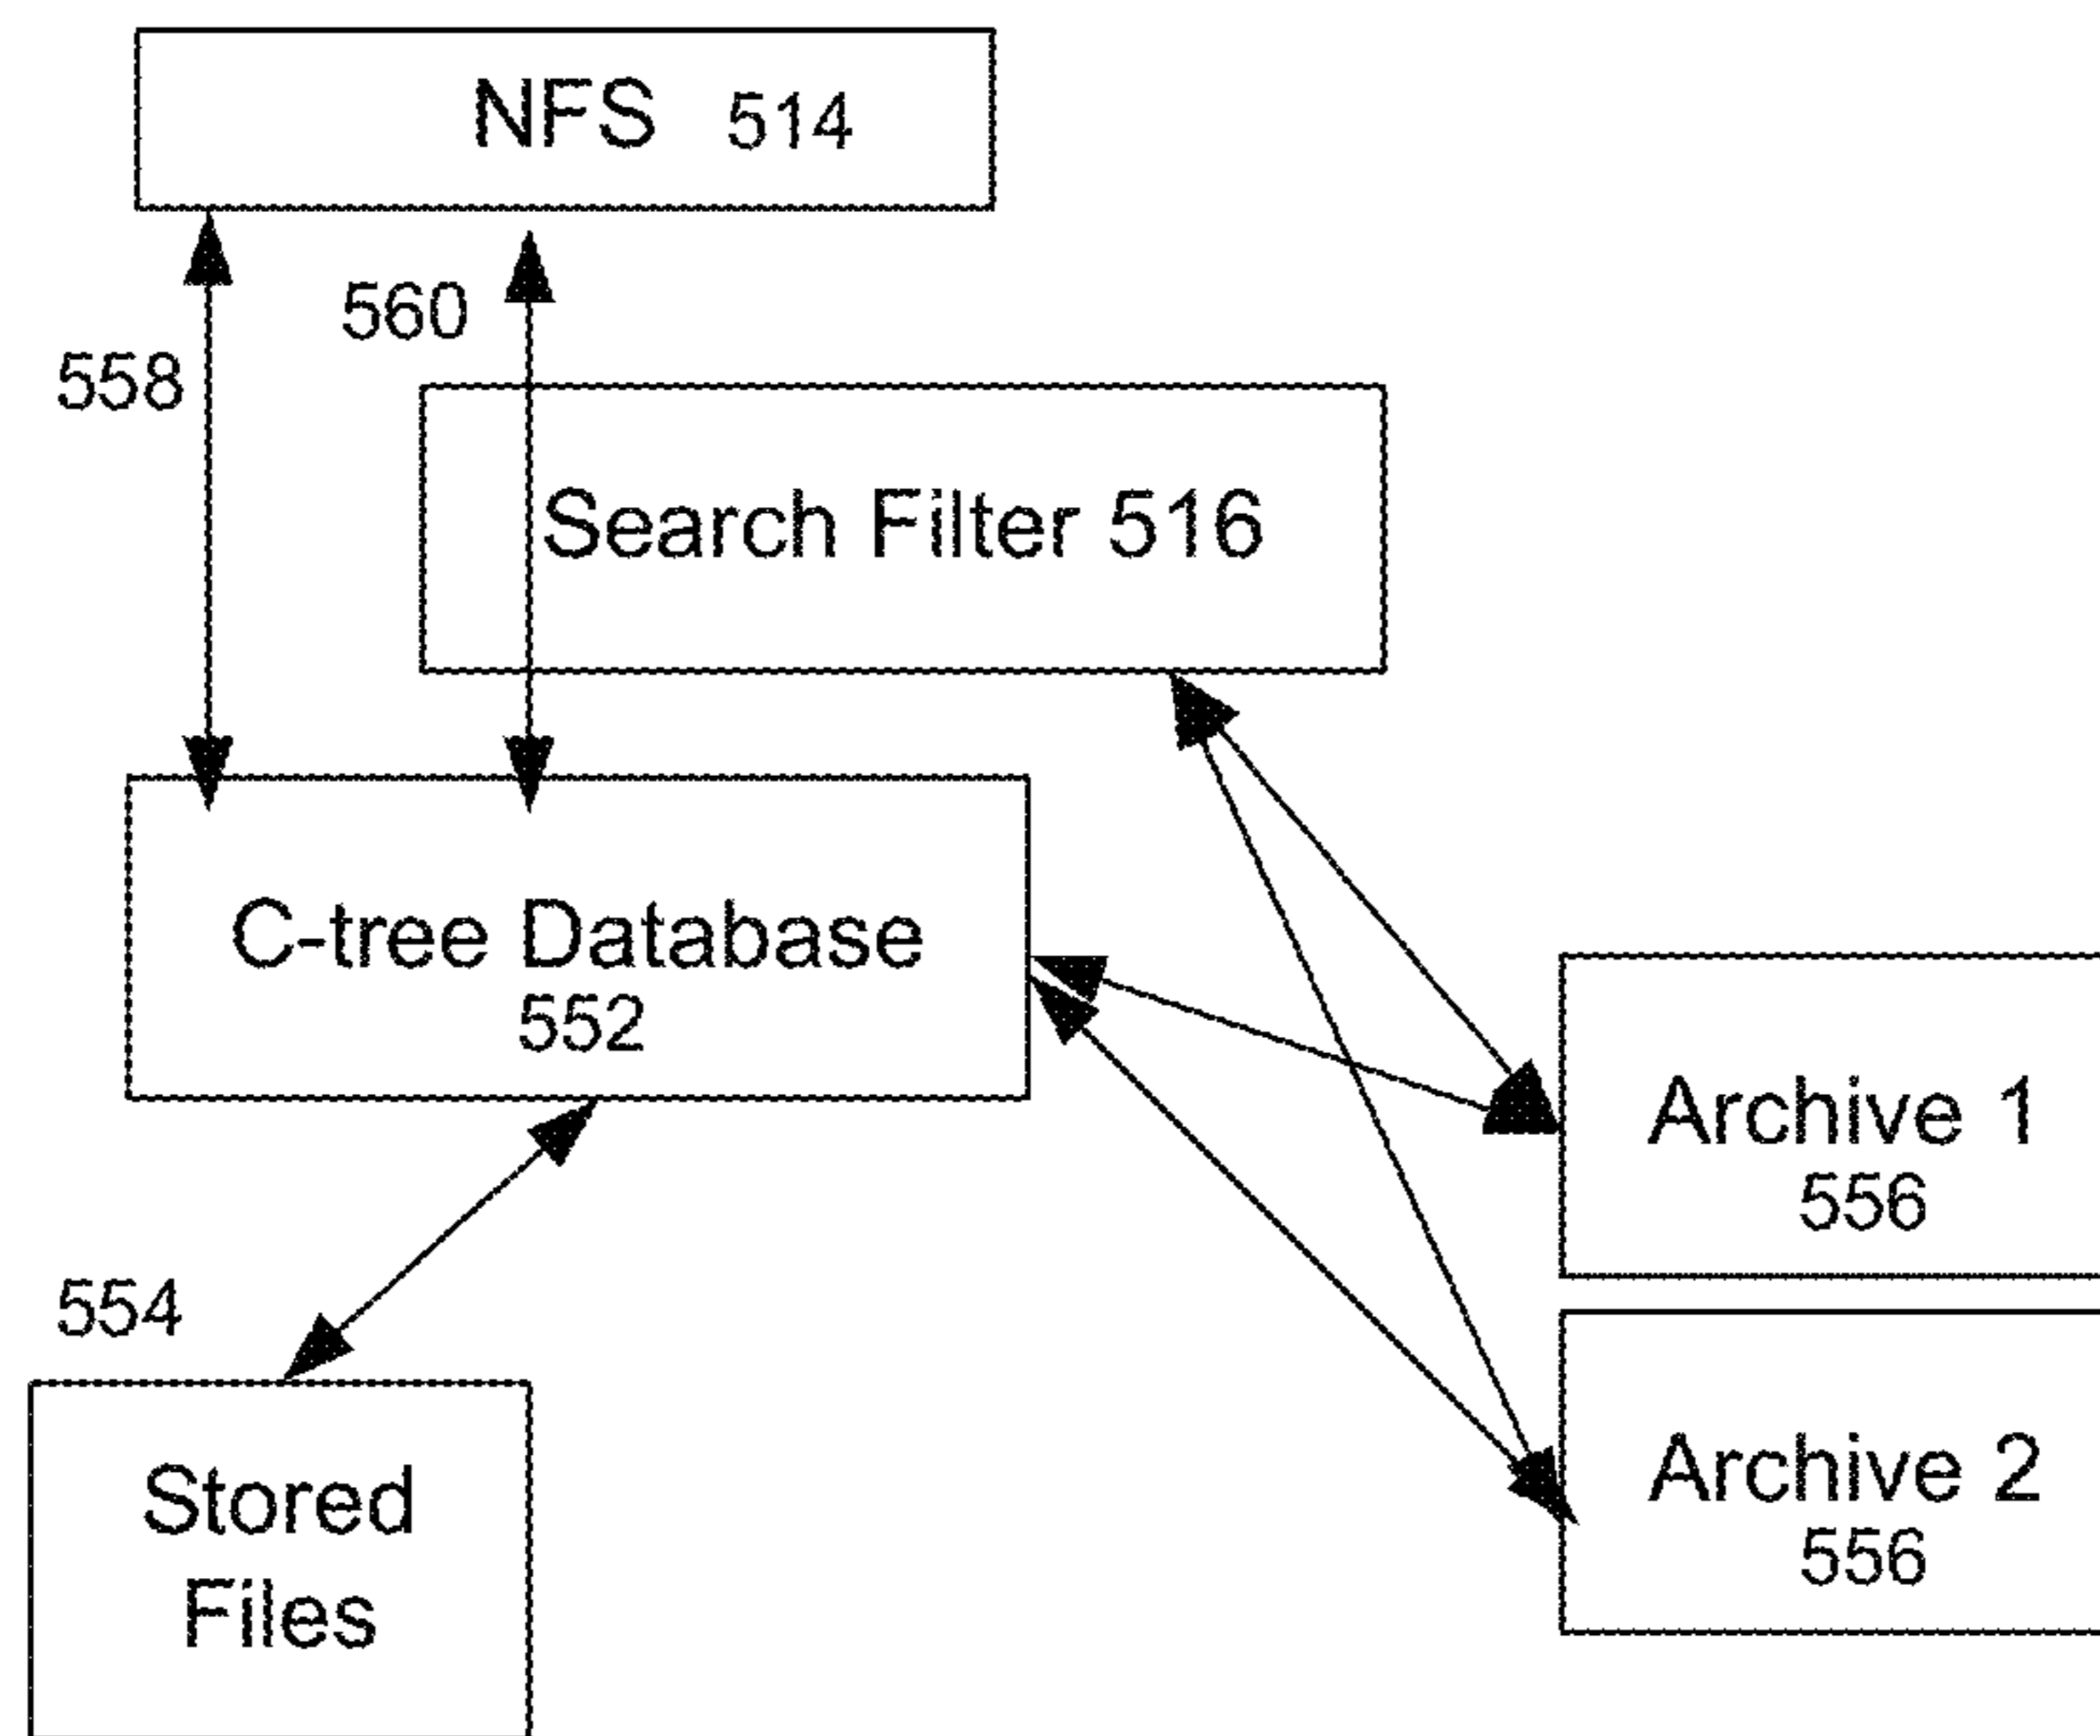 NFS 514
560
558
Search Filter 516
C-tree Database
552
Archive 1
556
554
Archive 2
556
Stored
Files